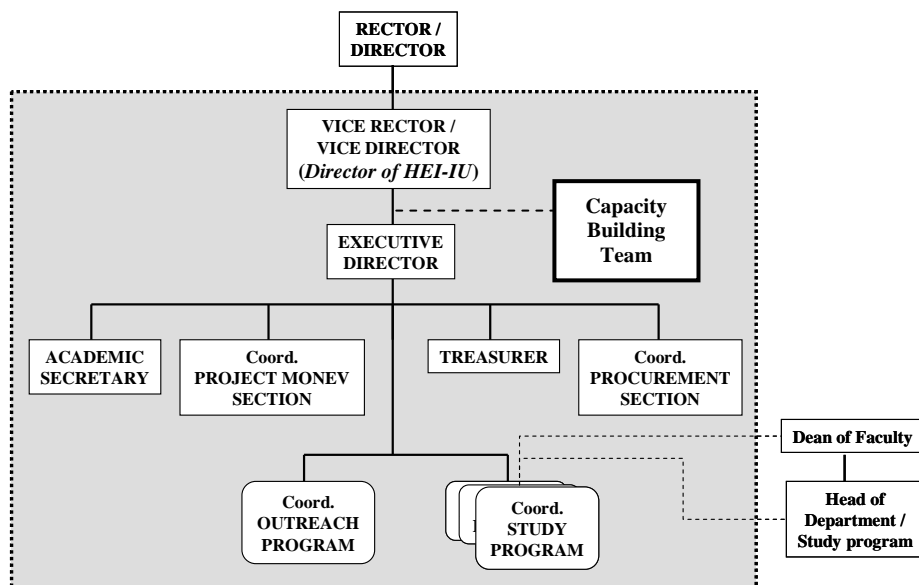 RECTOR /
DIRECTOR
VICE RECTOR /
VICE DIRECTOR
(Director of HEI-IU)
Capacity
Building
Team
EXECUTIVE
DIRECTOR
ACADEMIC
SECRETARY
Coord.
PROJECT MONEV
SECTION
TREASURER
Coord.
PROCUREMENT
SECTION
Dean of Faculty
Head of
Department /
Study program
Coord.
OUTREACH
PROGRAM
Coord.
STUDY
PROGRAM